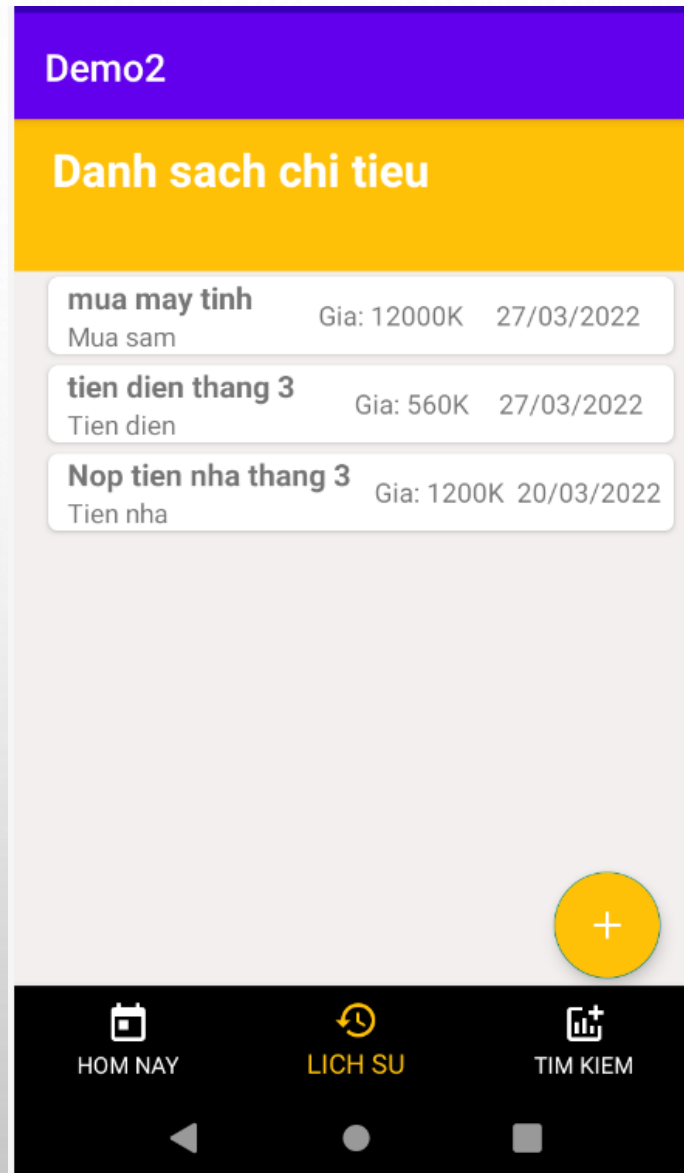 Demo2
Danh sach chi tieu
mua may tinh
Gia: 12000K
27/03/2022
Mua sam
tien dien thang 3
Gia: 560K
27/03/2022
Tien dien
Nop tien nha thang 3
Gia: 1200K
20/03/2022
Tien nha
HOM NAY
LICH SU
TIM KIEM